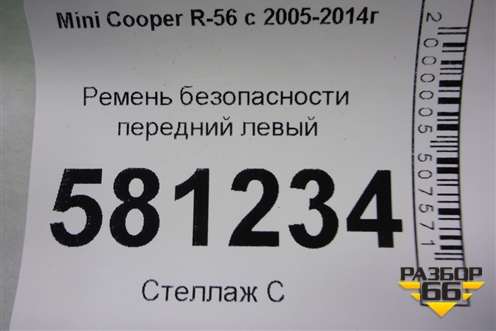 Mini Cooper R-56 с 2005-2014г
Ремень безопасности
передний левый
581234
Стеллаж С
2000005507571
РАЗБОР
66